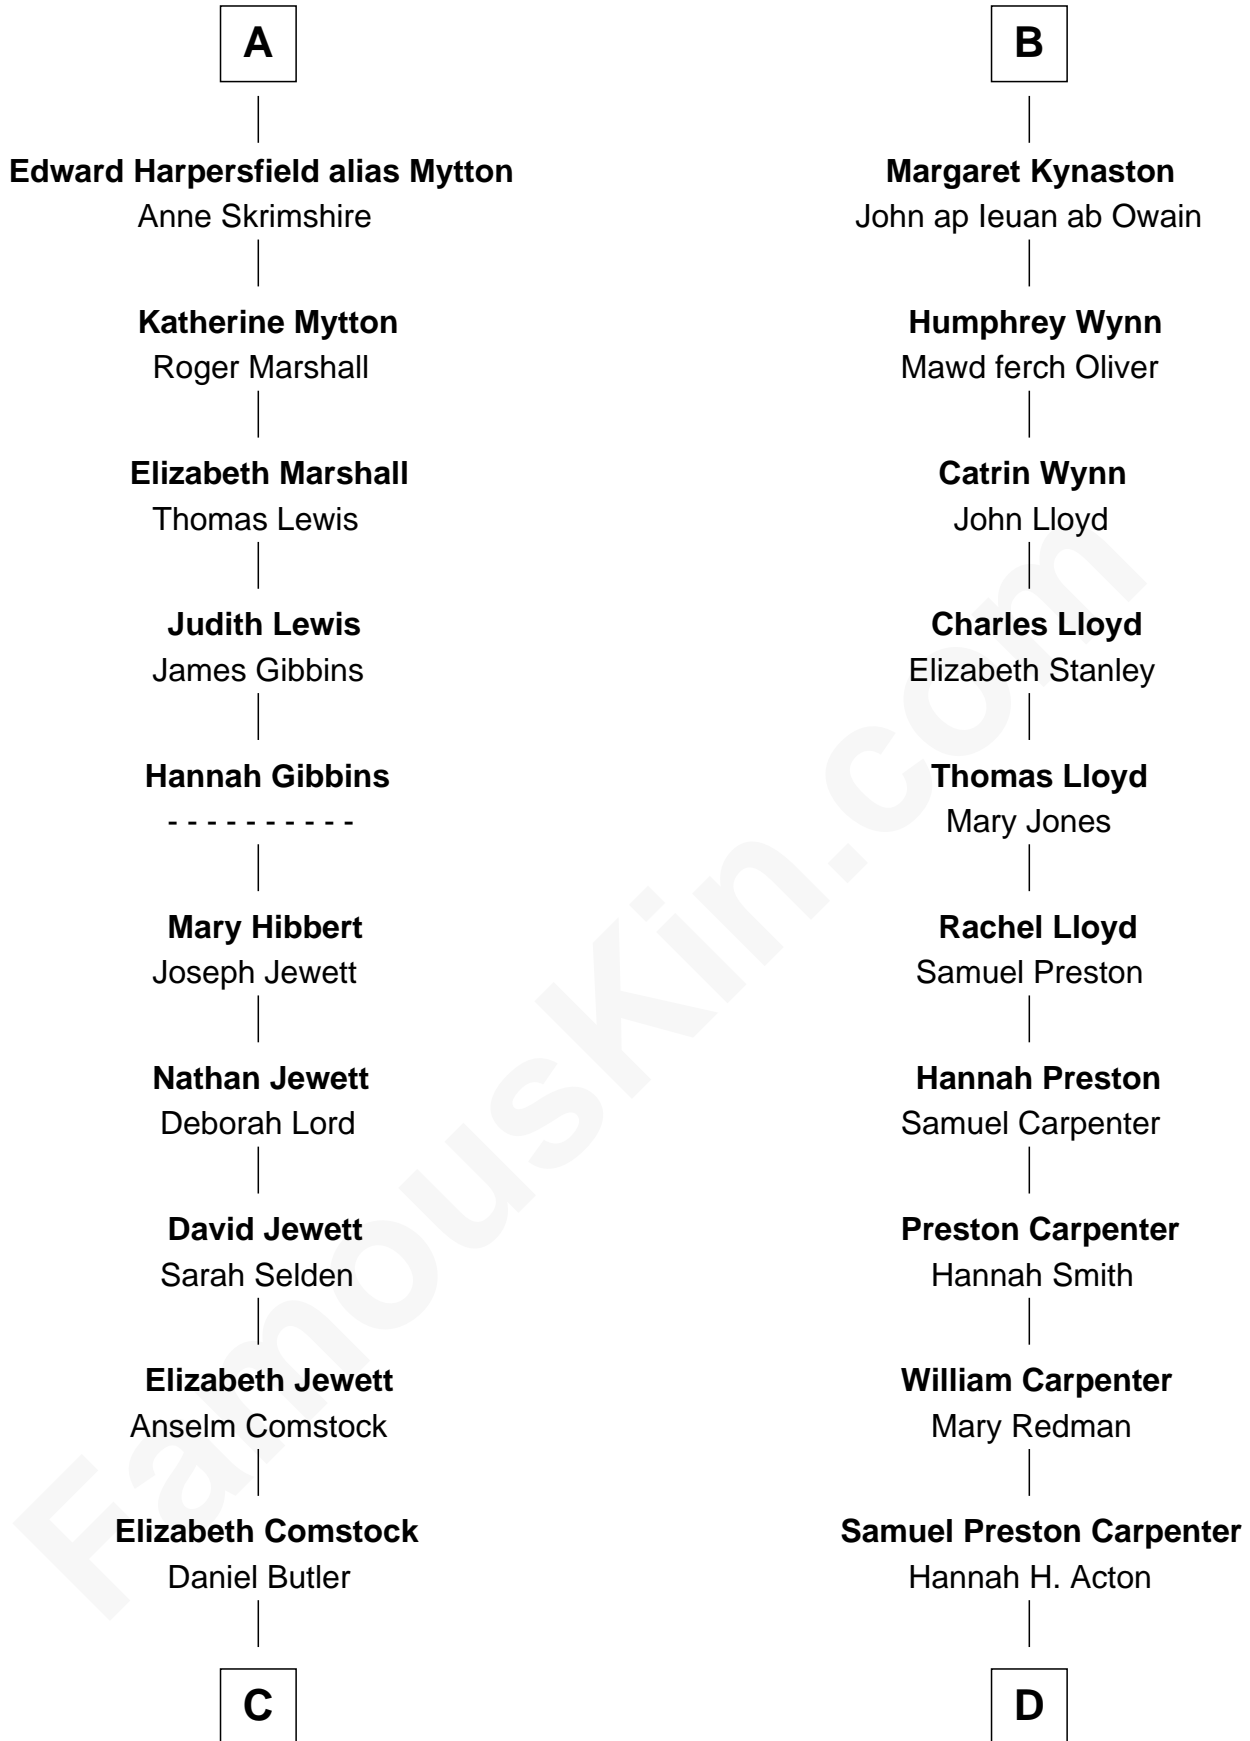 A
Edward Harpersfield alias Mytton
Anne Skrimshire
Katherine Mytton
Roger Marshall
Elizabeth Marshall
Thomas Lewis
Judith Lewis
James Gibbins
Hannah Gibbins
- - - - - - - - - -
Mary Hibbert
Joseph Jewett
Nathan Jewett
Deborah Lord
David Jewett
Sarah Selden
Elizabeth Jewett
Anselm Comstock
Elizabeth Comstock
Daniel Butler
C
B
Margaret Kynaston
John ap Ieuan ab Owain
Humphrey Wynn
Mawd ferch Oliver
Catrin Wynn
John Lloyd
Charles Lloyd
Elizabeth Stanley
Thomas Lloyd
Mary Jones
Rachel Lloyd
Samuel Preston
Hannah Preston
Samuel Carpenter
Preston Carpenter
Hannah Smith
William Carpenter
Mary Redman
Samuel Preston Carpenter
Hannah H. Acton
D
FamousKin.com